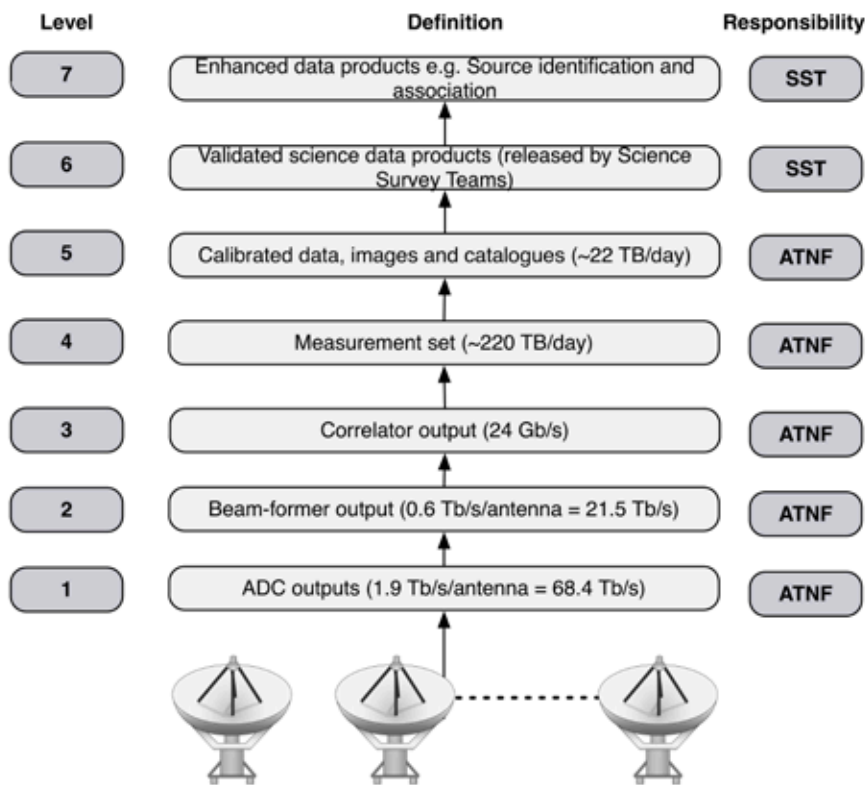 Level Definition Responsibility
7 Enhanced data products e.g. Source identification and SST
association
6 Validated science data products (released by Science SST
Survey Teams)
5 Calibrated data, images and catalogues (~22 TB/day) ATNF
4 Measurement set (~220 TB/day) ATNF
3 Correlator output (24 Gb/s) ATNF
2 Beam-former output (0.6 Tb/s/antenna = 21.5 Tb/s) ATNF
1 ADC outputs (1.9 Tb/s/antenna = 68.4 Tb/s) ATNF